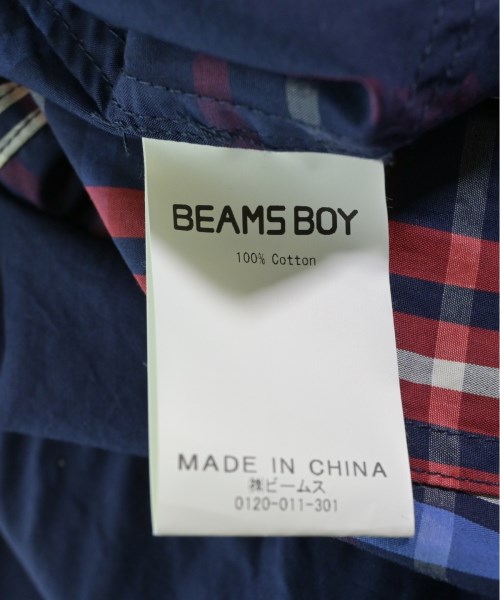 BEAMS BOY
100% Cotton
MADE IN CHINA
㈱ビームス
0120-011-301